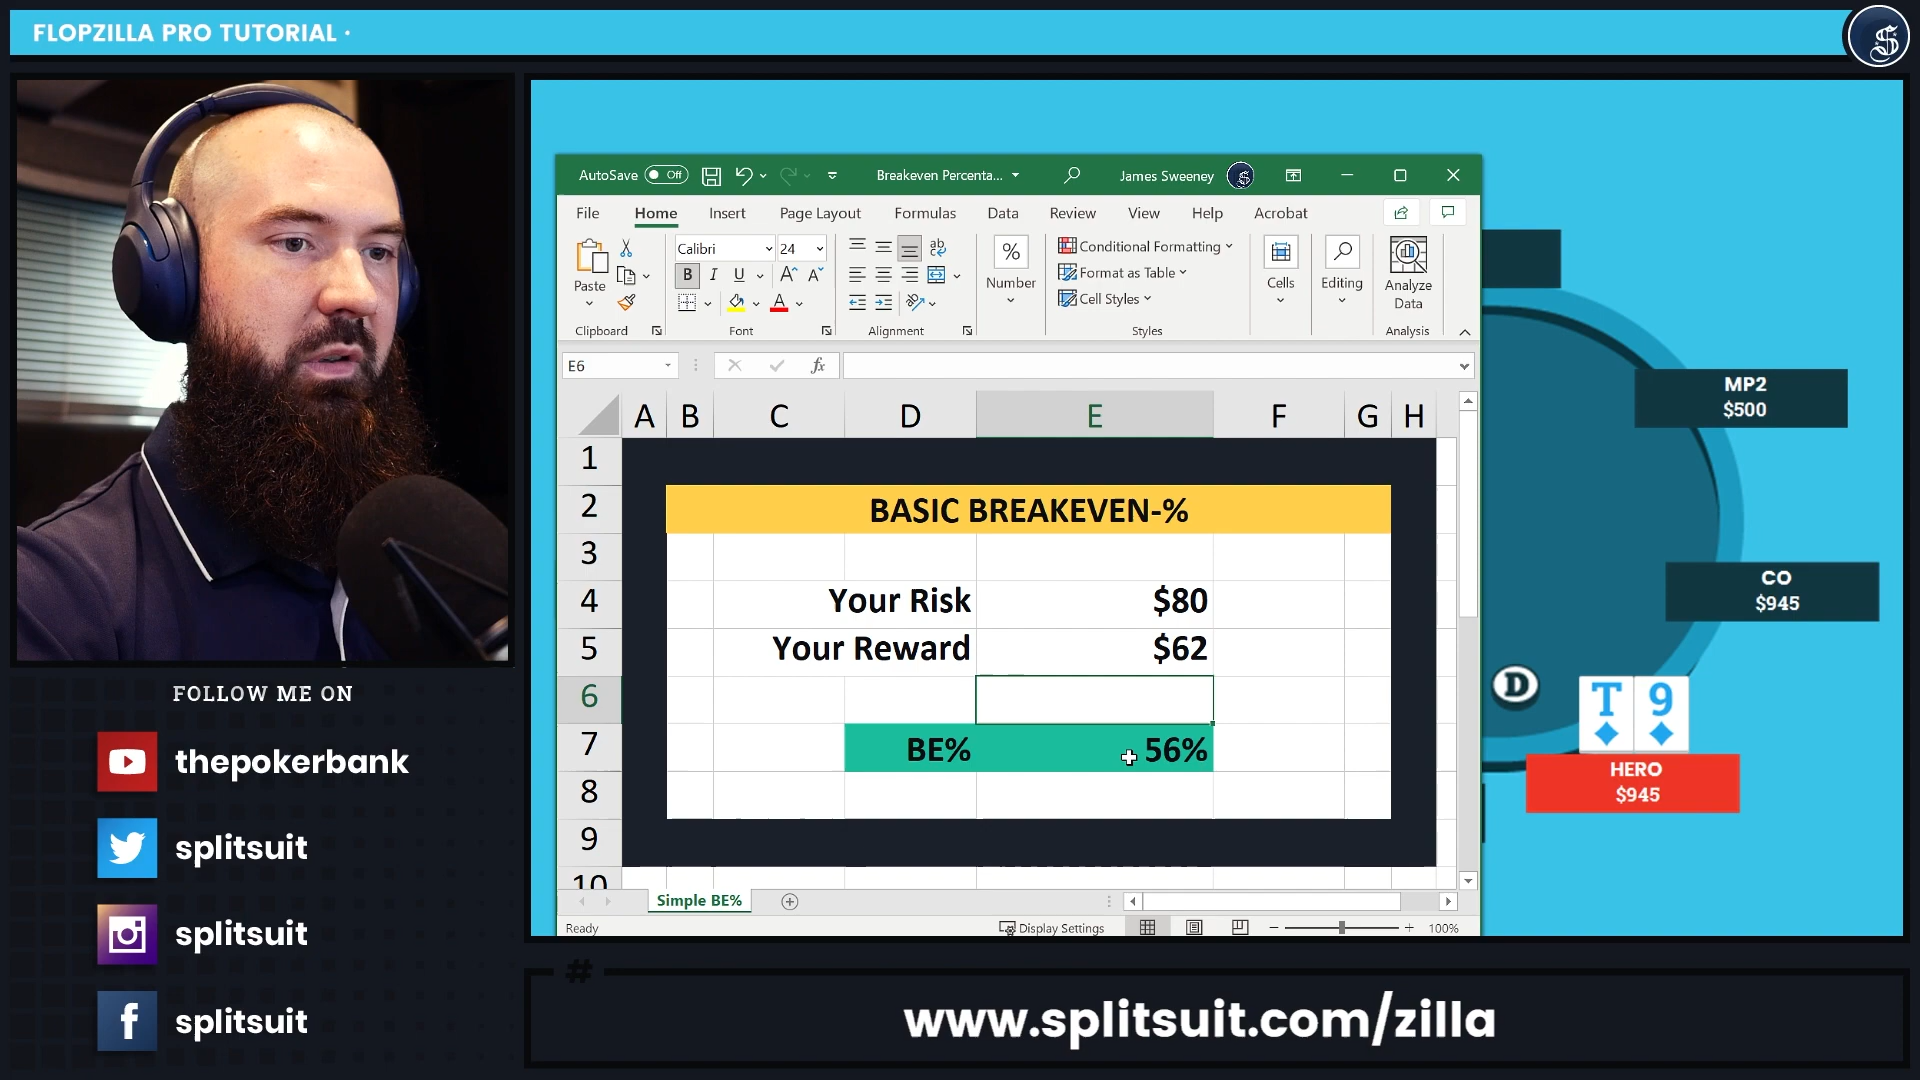 FLOPZILLA PRO TUTORIAL ·
S
FOLLOW ME ON
thepokerbank
splitsuit
splitsuit
f splitsuit
AutoSave Off Breakeven Percenta... James Sweeney
File Home Insert Page Layout Formulas Data Review View Help Acrobat
Paste
Clipboard
Calibri 24
B I U A A
A
Font
ab
Alignment
%
Number
Conditional Formatting
Format as Table
Cell Styles
Styles
Cells
Editing
Analyze
Data
Analysis
E6 fx
A B C D E F G H
1
2 BASIC BREAKEVEN-%
3
4 Your Risk $80
5 Your Reward $62
6
7 BE% 56%
8
9
10
Simple BE%
Ready Display Settings 100%
MP2
$500
CO
$945
D
T 9
HERO
$945
#
www.splitsuit.com/zilla